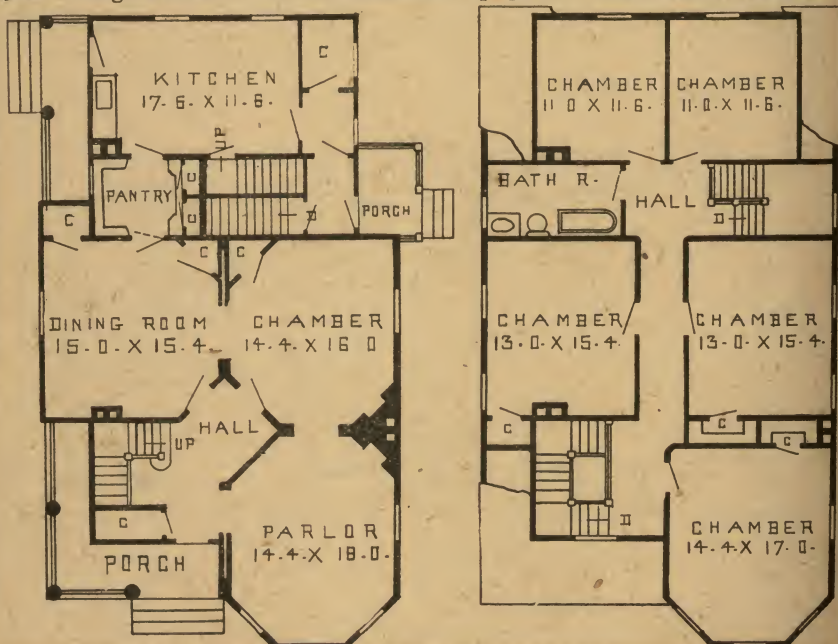 C
KITCHEN
17-6. X 11-6.
UP
PANTRY
C
C
D
PORCH
C
C
C
DINING ROOM
15-0. X 15-4.
CHAMBER
14-4. X 16 0
HALL
UP
C
PARLOR
14-4. X 18-0-
PORCH
CHAMBER
11 0 X 11-6-
CHAMBER
11-0. X 11-6.
BATH R-
HALL
D
CHAMBER
13-0-X 15-4.
CHAMBER
13-0-X 15-4.
C
C
C
D
CHAMBER
14-4 X 17 0-